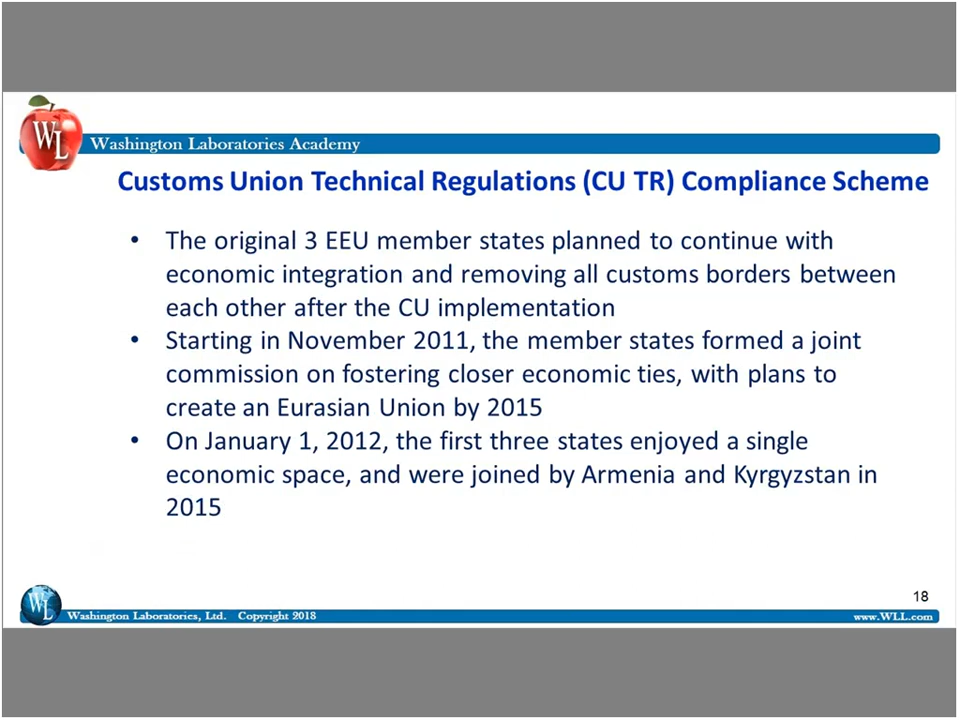 WL
Washington Laboratories Academy
Customs Union Technical Regulations (CU TR) Compliance Scheme
• The original 3 EEU member states planned to continue with
economic integration and removing all customs borders between
each other after the CU implementation
• Starting in November 2011, the member states formed a joint
commission on fostering closer economic ties, with plans to
create an Eurasian Union by 2015
• On January 1, 2012, the first three states enjoyed a single
economic space, and were joined by Armenia and Kyrgyzstan in
2015
18
WL
Washington Laboratories, Ltd. Copyright 2018
www.WLL.com